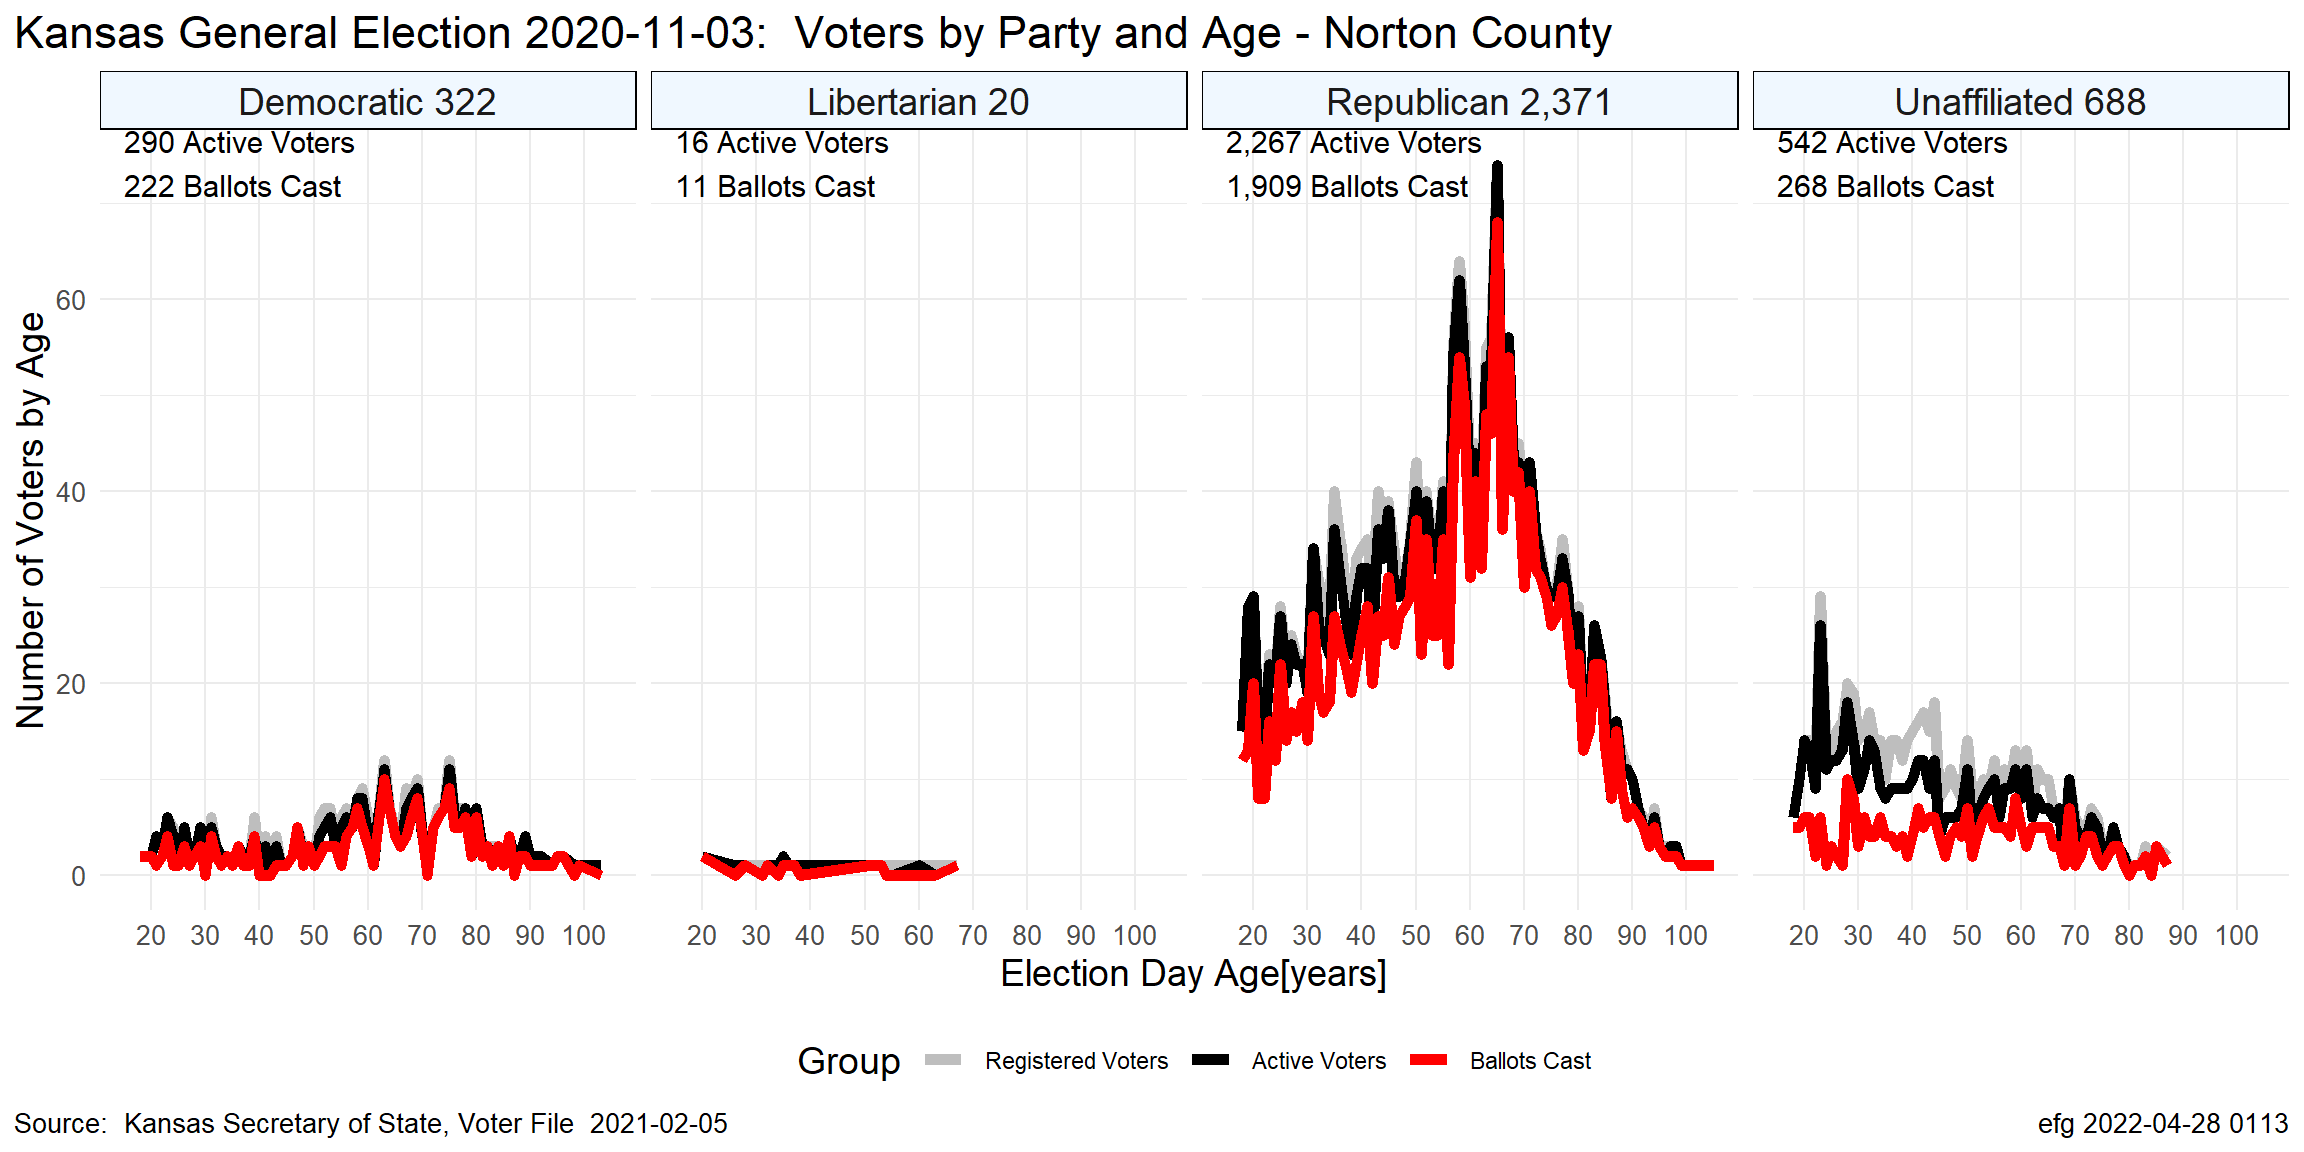 Kansas General Election 2020-11-03:  Voters by Party and Age - Norton County
Democratic 322
Libertarian 20
Republican 2,371
Unaffiliated 688
290 Active Voters
222 Ballots Cast
16 Active Voters
11 Ballots Cast
2,267 Active Voters
1,909 Ballots Cast
542 Active Voters
268 Ballots Cast
Number of Voters by Age
60
40
20
0
20 30 40 50 60 70 80 90 100
20 30 40 50 60 70 80 90 100
20 30 40 50 60 70 80 90 100
20 30 40 50 60 70 80 90 100
Election Day Age[years]
Group Registered Voters Active Voters Ballots Cast
Source:  Kansas Secretary of State, Voter File  2021-02-05
efg 2022-04-28 0113